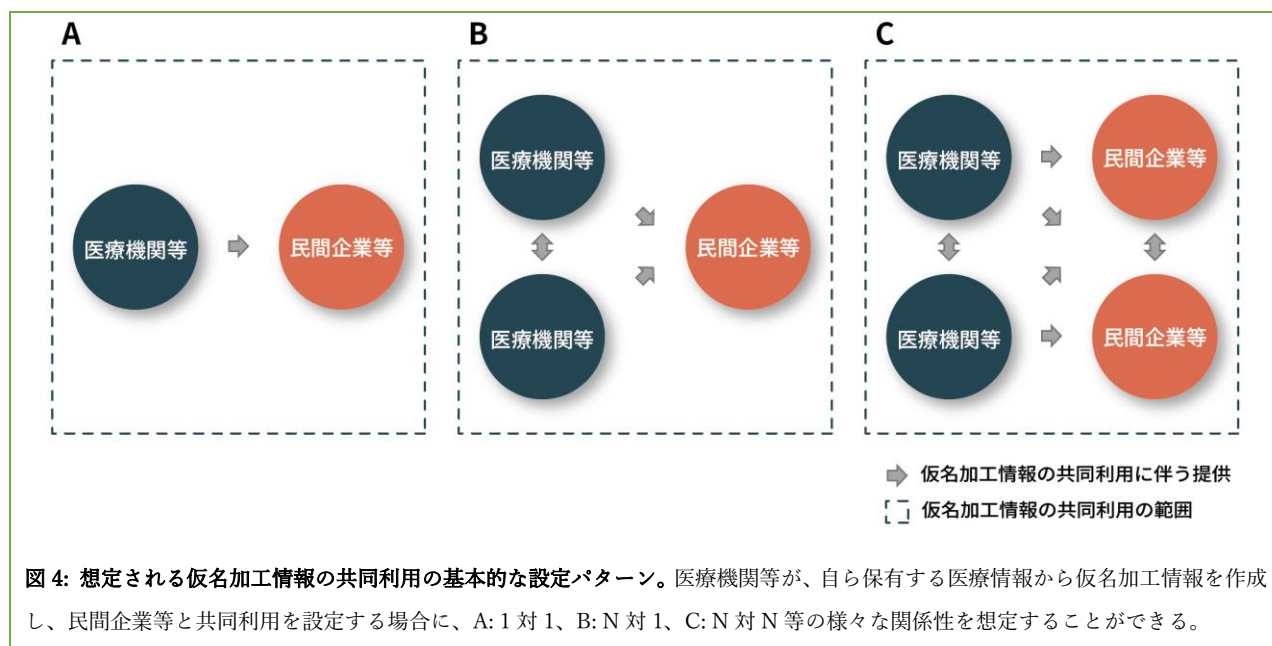 A
医療機関等
民間企業等
B
医療機関等
医療機関等
民間企業等
C
医療機関等
民間企業等
医療機関等
民間企業等
仮名加工情報の共同利用に伴う提供
仮名加工情報の共同利用の範囲
図 4: 想定される仮名加工情報の共同利用の基本的な設定パターン。医療機関等が、自ら保有する医療情報から仮名加工情報を作成
し、民間企業等と共同利用を設定する場合に、A: 1 対 1、B: N 対 1、C: N 対 N 等の様々な関係性を想定することができる。